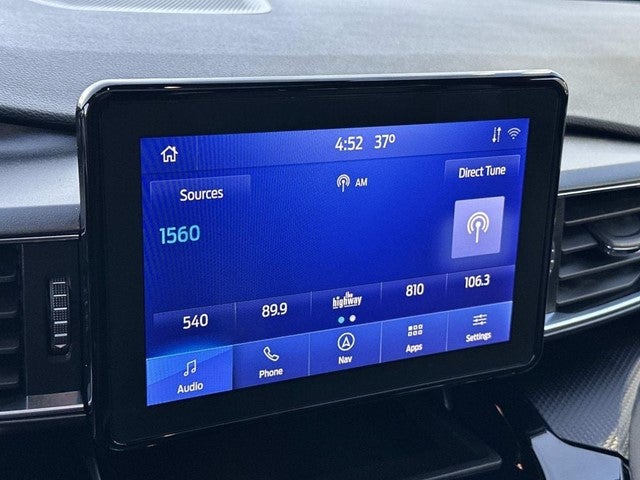 4:52 37°
Sources
AM
Direct Tune
1560
540 89.9 the highway 810 106.3
Audio Phone Nav Apps Settings